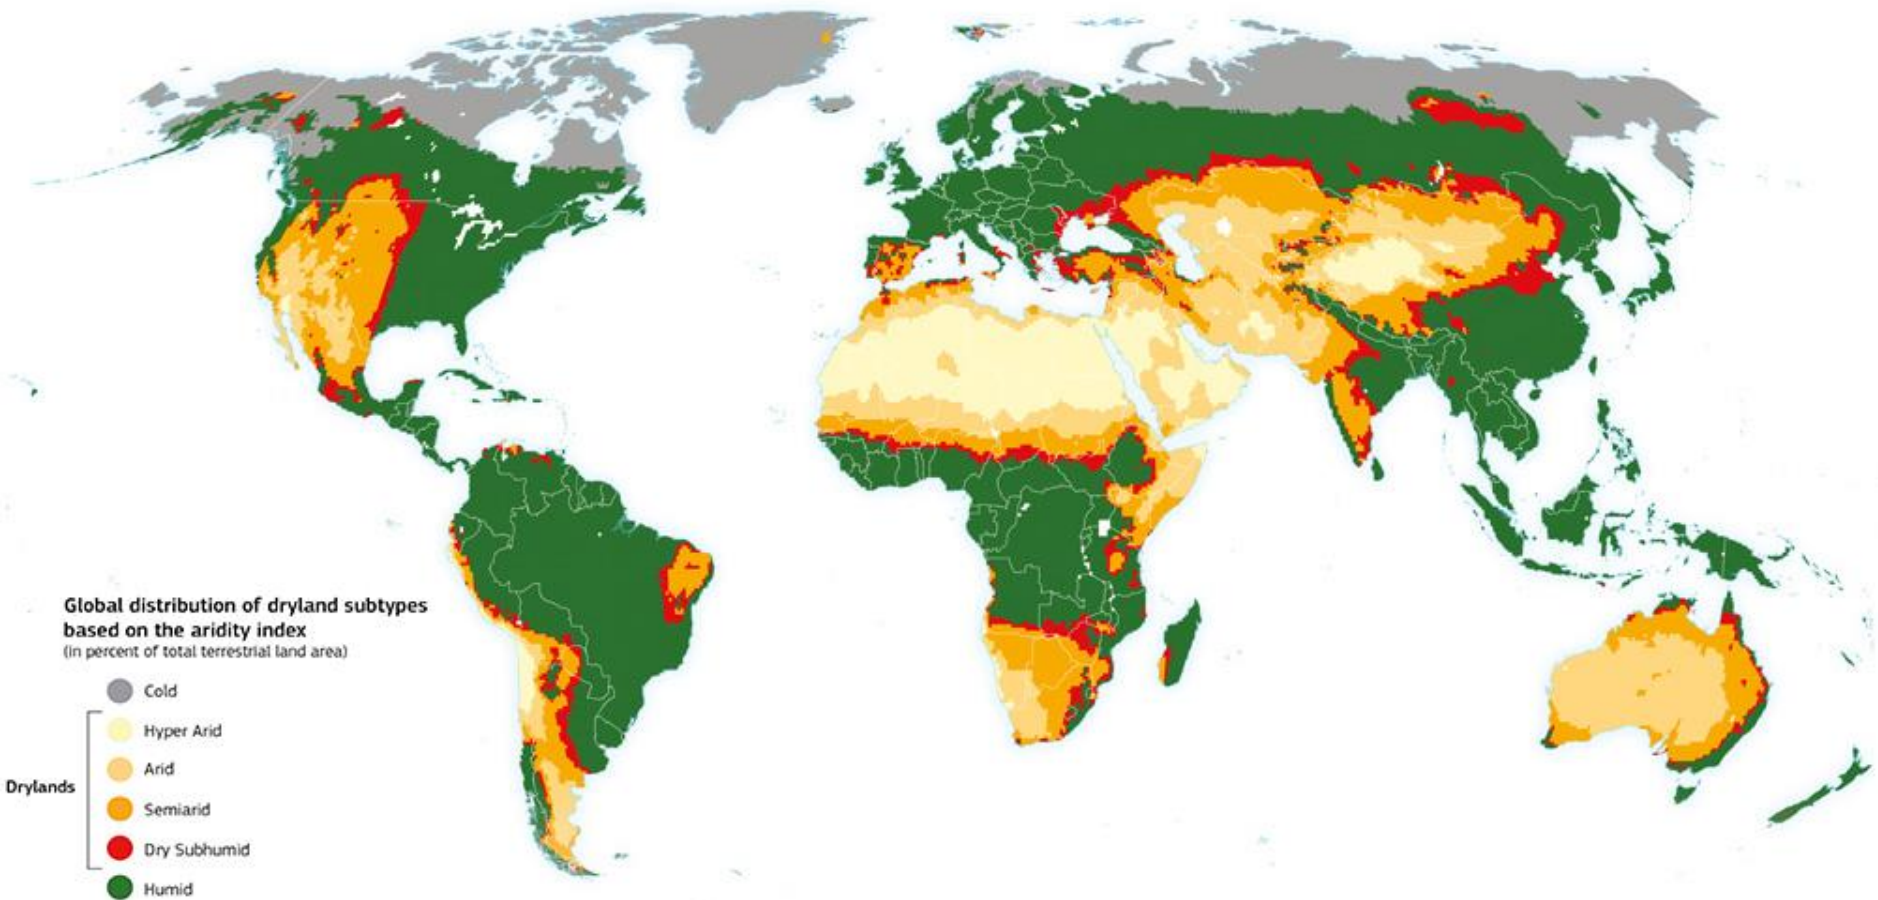 Global distribution of dryland subtypes
based on the aridity index
(in percent of total terrestrial land area)
Cold
Hyper Arid
Arid
Drylands
Semiarid
Dry Subhumid
Humid